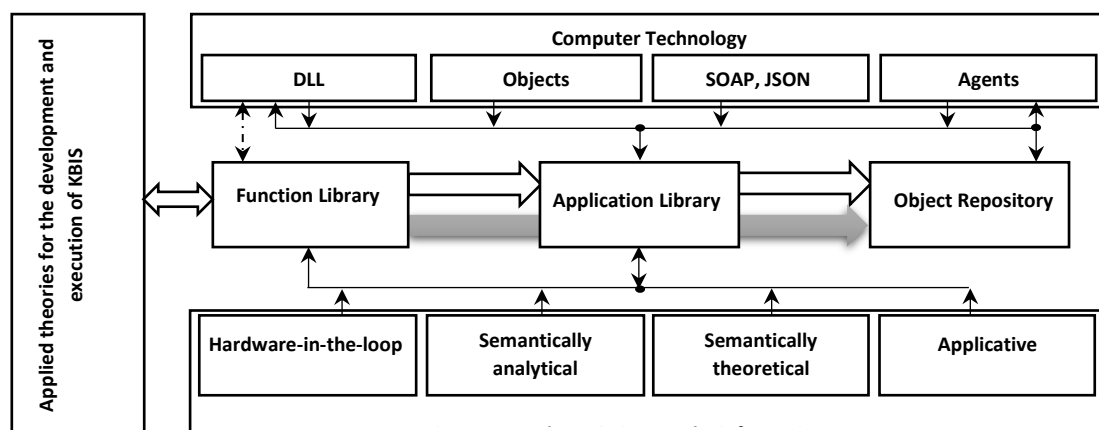 Applied theories for the development and
execution of KBIS
Computer Technology
DLL
Objects
SOAP, JSON
Agents
Function Library
Application Library
Object Repository
Hardware-in-the-loop
Semantically
analytical
Semantically
theoretical
Applicative